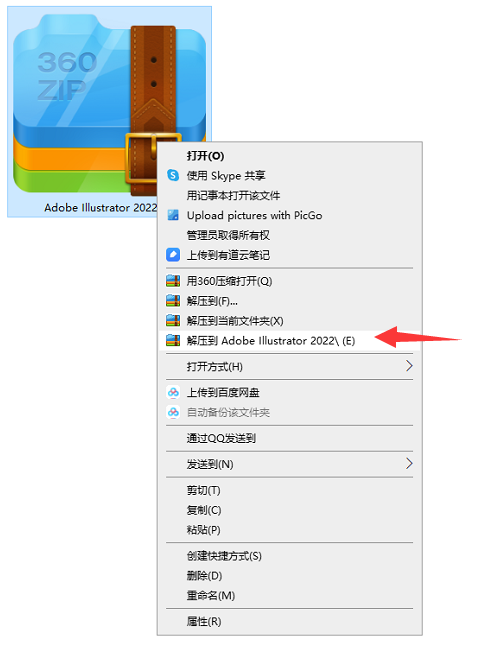 360
ZIP
Adobe Illustrator 2022
打开(O)
使用 Skype 共享
用记事本打开该文件
Upload pictures with PicGo
管理员取得所有权
上传到有道云笔记
用360压缩打开(Q)
解压到(F)...
解压到当前文件夹(X)
解压到 Adobe Illustrator 2022\ (E)
打开方式(H)
上传到百度网盘
自动备份该文件夹
通过QQ发送到
发送到(N)
剪切(T)
复制(C)
粘贴(P)
创建快捷方式(S)
删除(D)
重命名(M)
属性(R)